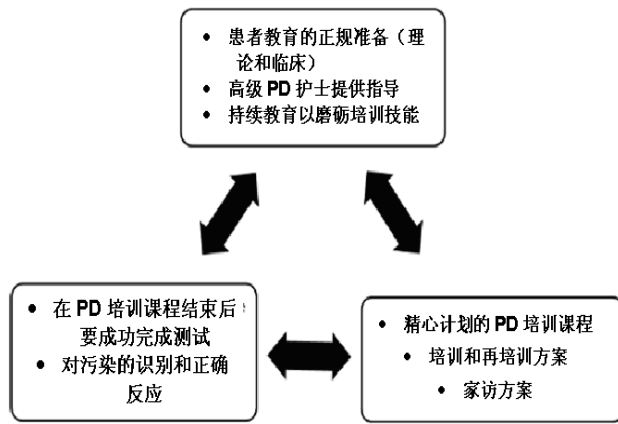 • 患者教育的正规准备（理
论和临床）
• 高级 PD 护士提供指导
• 持续教育以磨砺培训技能
• 在 PD 培训课程结束后
要成功完成测试
• 对污染的识别和正确
反应
• 精心计划的 PD 培训课程
• 培训和再培训方案
• 家访方案